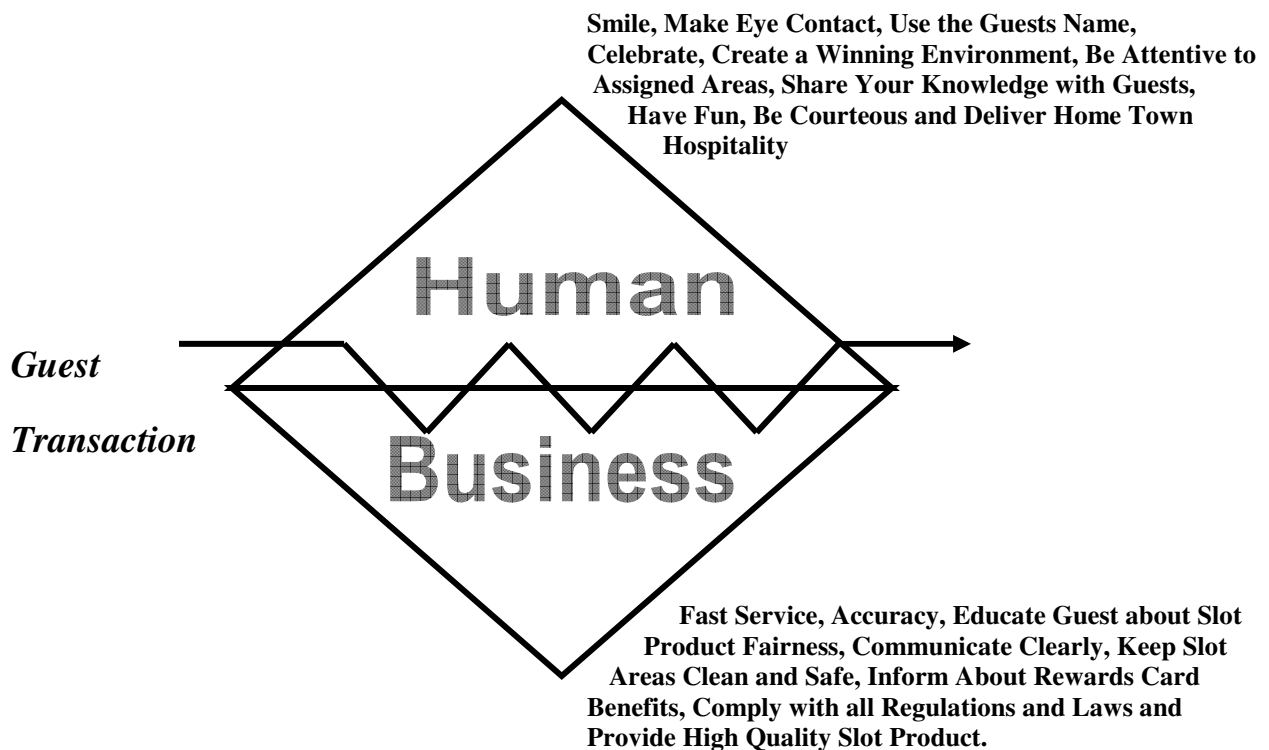 Smile, Make Eye Contact, Use the Guests Name,
Celebrate, Create a Winning Environment, Be Attentive to
Assigned Areas, Share Your Knowledge with Guests,
Have Fun, Be Courteous and Deliver Home Town
Hospitality
Human
Guest
Transaction
Business
Fast Service, Accuracy, Educate Guest about Slot
Product Fairness, Communicate Clearly, Keep Slot
Areas Clean and Safe, Inform About Rewards Card
Benefits, Comply with all Regulations and Laws and
Provide High Quality Slot Product.